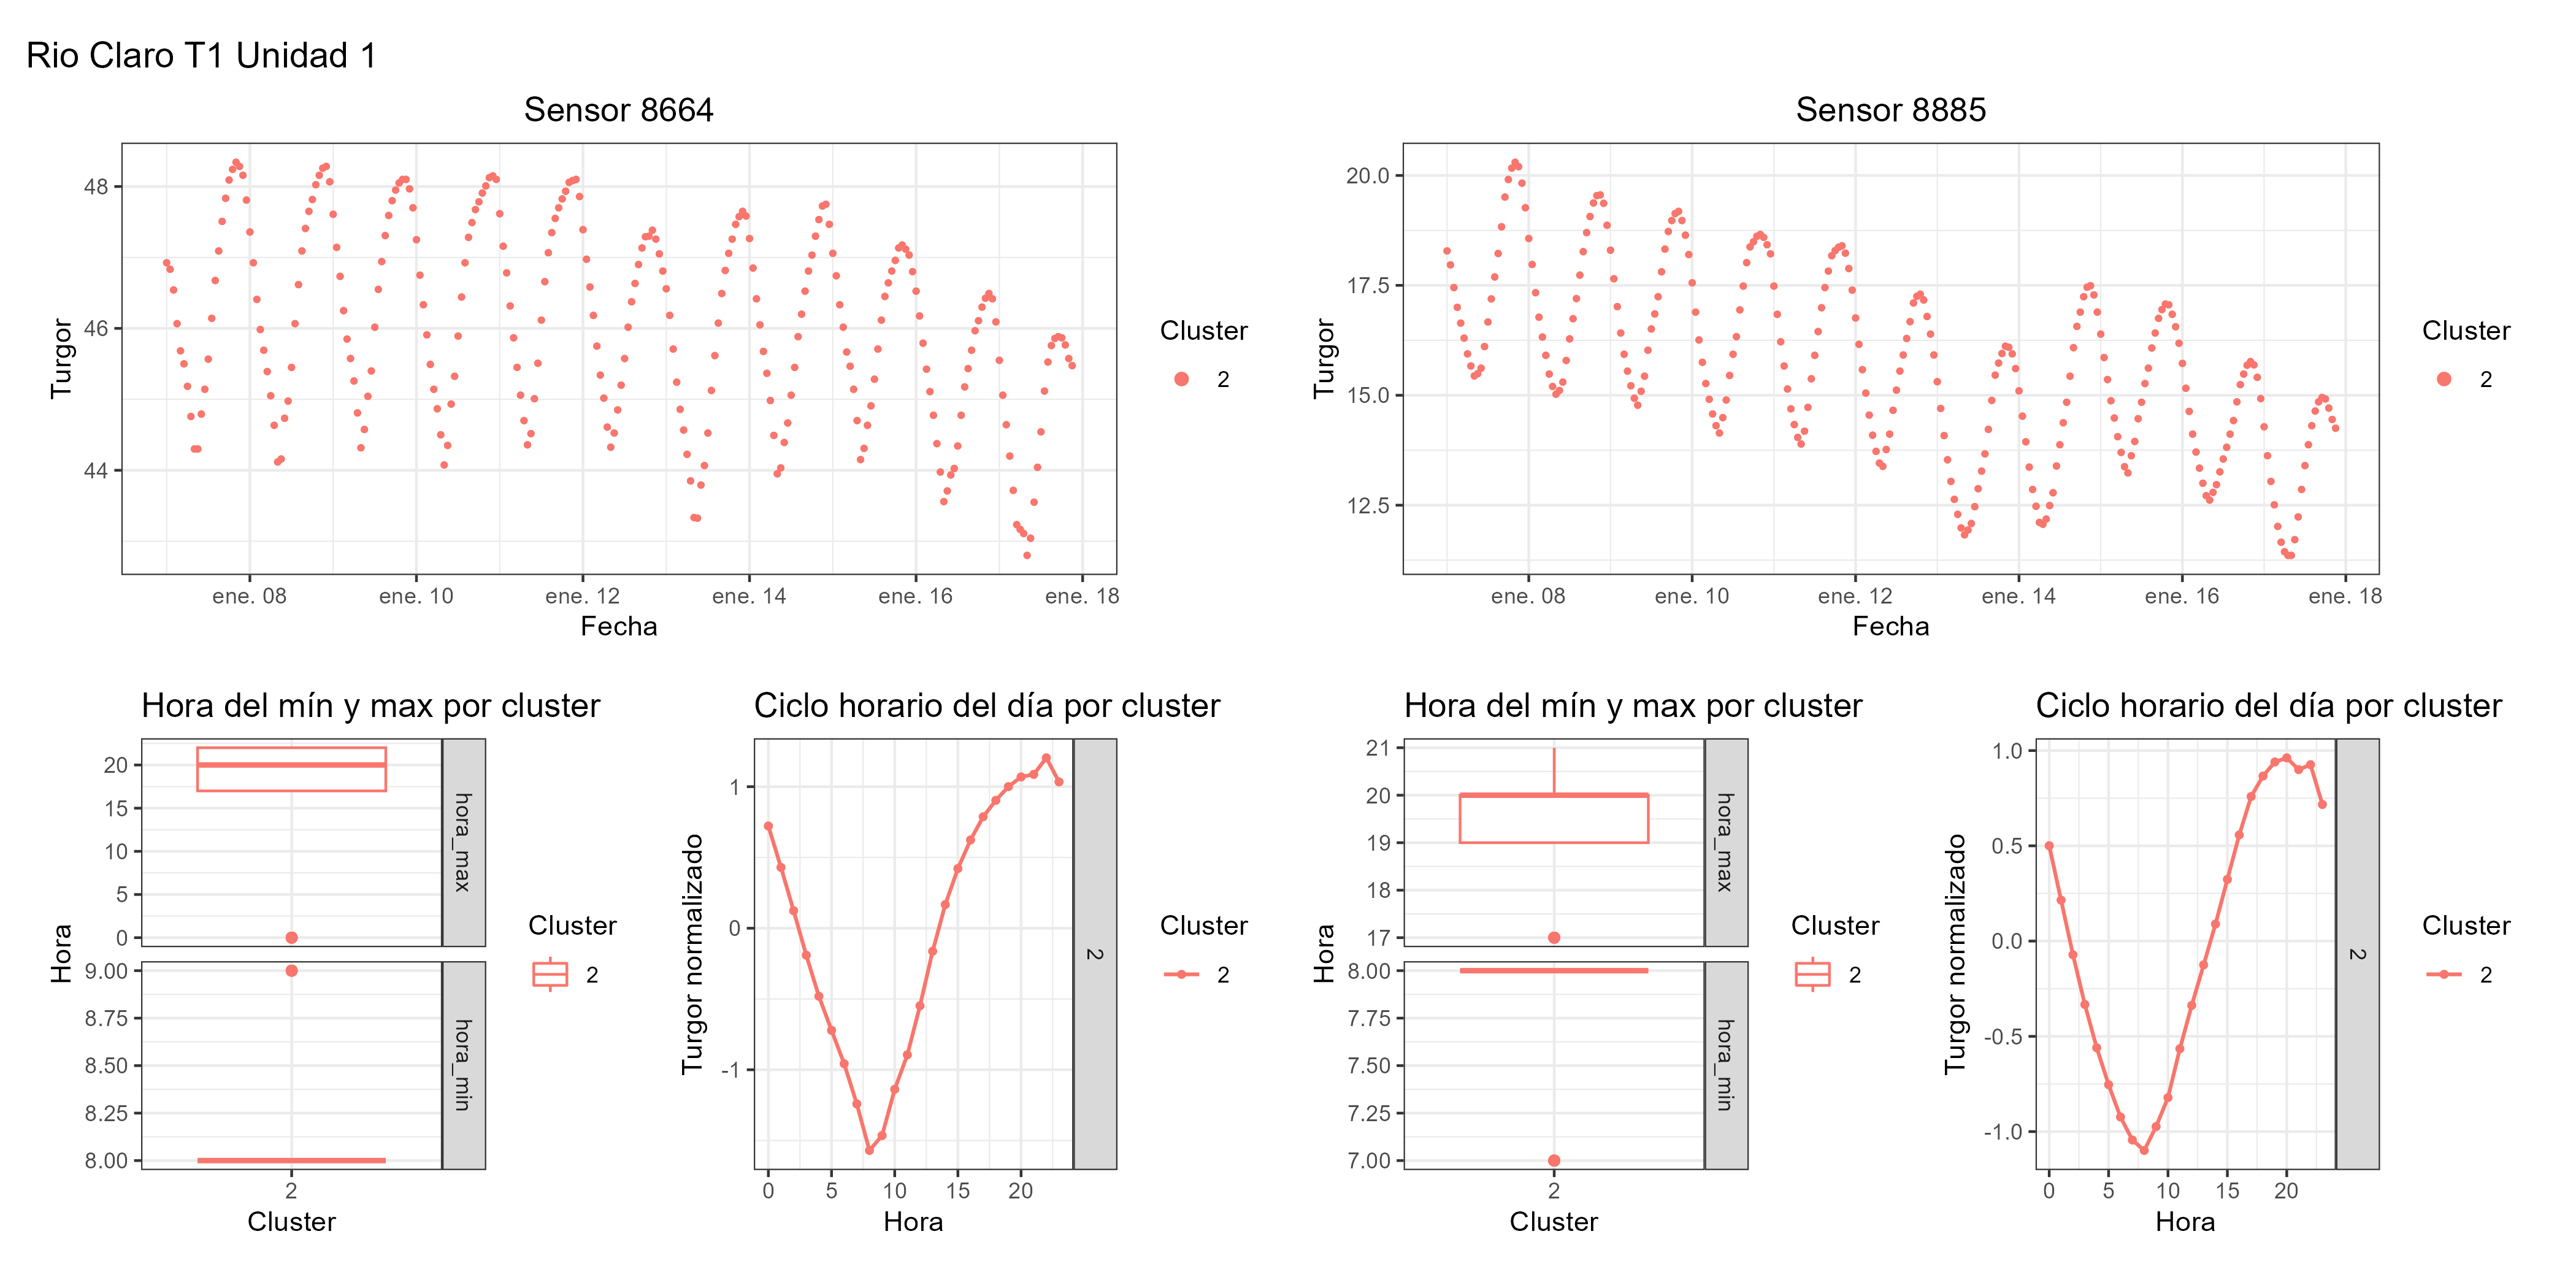 Rio Claro T1 Unidad 1
Sensor 8664
Turgor
48
46
44
ene. 08
ene. 10
ene. 12
ene. 14
ene. 16
ene. 18
Fecha
Cluster
2
Sensor 8885
Turgor
20.0
17.5
15.0
12.5
ene. 08
ene. 10
ene. 12
ene. 14
ene. 16
ene. 18
Fecha
Cluster
2
Hora del mín y max por cluster
Hora
20
15
10
5
0
hora_max
9.00
8.75
8.50
8.25
8.00
hora_min
2
Cluster
Cluster
2
Ciclo horario del día por cluster
Turgor normalizado
1
0
-1
0
5
10
15
20
Hora
2
Cluster
2
Hora del mín y max por cluster
Hora
21
20
19
18
17
hora_max
8.00
7.75
7.50
7.25
7.00
hora_min
2
Cluster
Cluster
2
Ciclo horario del día por cluster
Turgor normalizado
1.0
0.5
0.0
-0.5
-1.0
0
5
10
15
20
Hora
2
Cluster
2